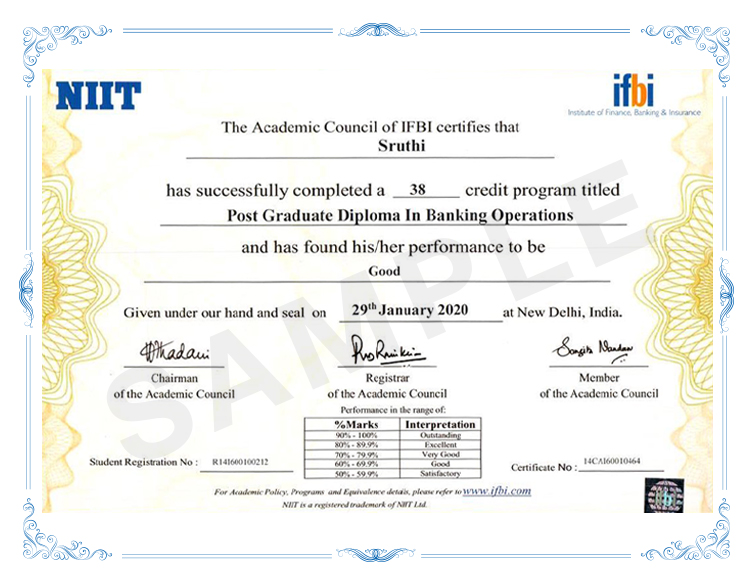 NIIT
ifbi
Institute of Finance, Banking & Insurance
The Academic Council of IFBI certifies that
Sruthi
has successfully completed a 38 credit program titled
Post Graduate Diploma In Banking Operations
and has found his/her performance to be
Good
Given under our hand and seal on 29th January 2020 at New Delhi, India.
Chairman
of the Academic Council
Registrar
of the Academic Council
Member
of the Academic Council
Performance in the range of:
%Marks Interpretation
90% - 100% Outstanding
80% - 89.9% Excellent
70% - 79.9% Very Good
60% - 69.9% Good
50% - 59.9% Satisfactory
Student Registration No : R141600100212
Certificate No : 14CA160010464
For Academic Policy, Programs and Equivalence details, please refer to www.ifbi.com
NIIT is a registered trademark of NIIT Ltd.
ifbi
SAMPLE